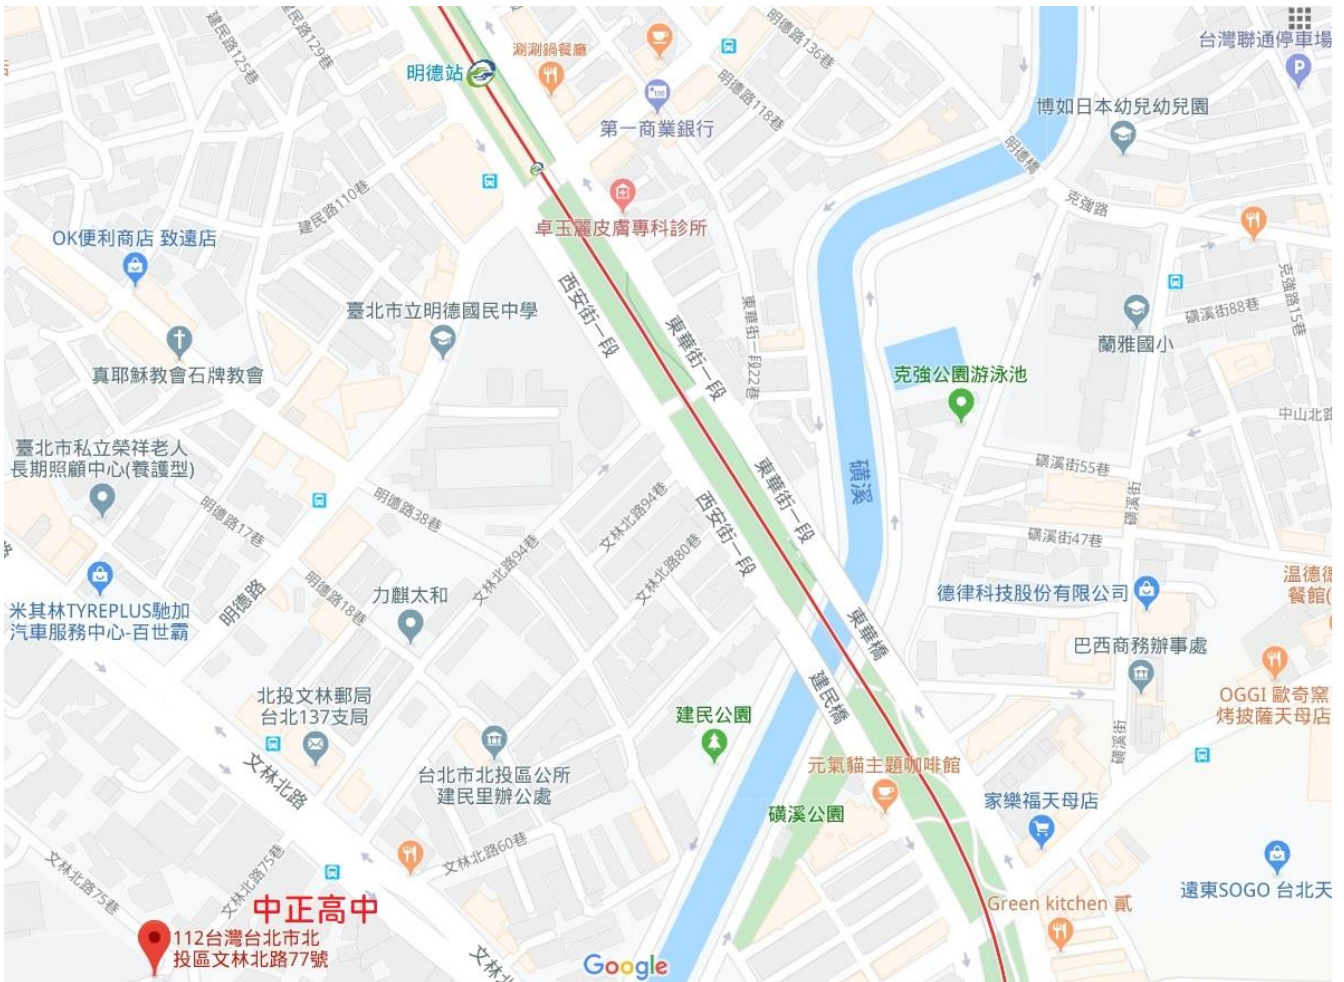 建民路125巷
建民路129巷
明德站
涮涮鍋餐廳
明德路136巷
台灣聯通停車場
P
第一商業銀行
明德路118巷
博如日本幼兒幼兒園
明德橋
建民路110巷
克強路
OK便利商店 致遠店
卓玉麗皮膚專科診所
臺北市立明德國民中學
西安街一段
東華街一段22巷
克強路15巷
磺溪街88巷
真耶穌教會石牌教會
東華街一段
蘭雅國小
克強公園游泳池
中山北路
臺北市私立榮祥老人
長期照顧中心(養護型)
磺溪
磺溪街55巷
磺溪街
明德路17巷
明德路38巷
文林北路94巷
文林北路80巷
西安街一段
東華街一段
磺溪街47巷
米其林TYREPLUS馳加
汽車服務中心-百世霸
明德路
明德路18巷
力麒太和
文林北路94巷
德律科技股份有限公司
東華橋
巴西商務辦事處
北投文林郵局
台北137支局
建民公園
建民橋
OGGI 歐奇窯
烤披薩天母店
磺溪街
文林北路
台北市北投區公所
建民里辦公處
元氣貓主題咖啡館
磺溪公園
家樂福天母店
文林北路60巷
文林北路75巷
文林北路75巷
中正高中
遠東SOGO 台北天
Green kitchen 貳
112台灣台北市北
投區文林北路77號
文林北
Google